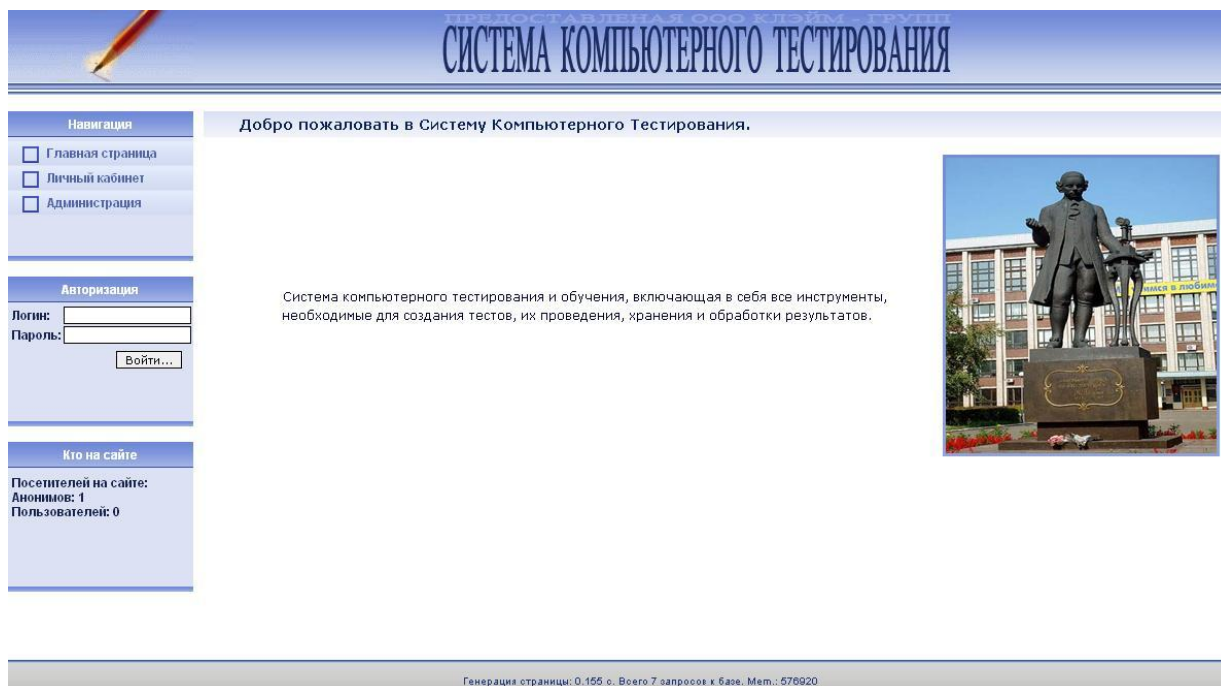 ПРЕДОСТАВЛЕНА ООО КЛЭЙМ - ГРУПП
СИСТЕМА КОМПЬЮТЕРНОГО ТЕСТИРОВАНИЯ
Навигация
Главная страница
Личный кабинет
Администрация
Авторизация
Логин:
Пароль:
Войти...
Кто на сайте
Посетителей на сайте:
Анонимов: 1
Пользователей: 0
Добро пожаловать в Систему Компьютерного Тестирования.
Система компьютерного тестирования и обучения, включающая в себя все инструменты,
необходимые для создания тестов, их проведения, хранения и обработки результатов.
Генерация страницы: 0.155 с. Всего 7 запросов к базе. Mem.: 576920